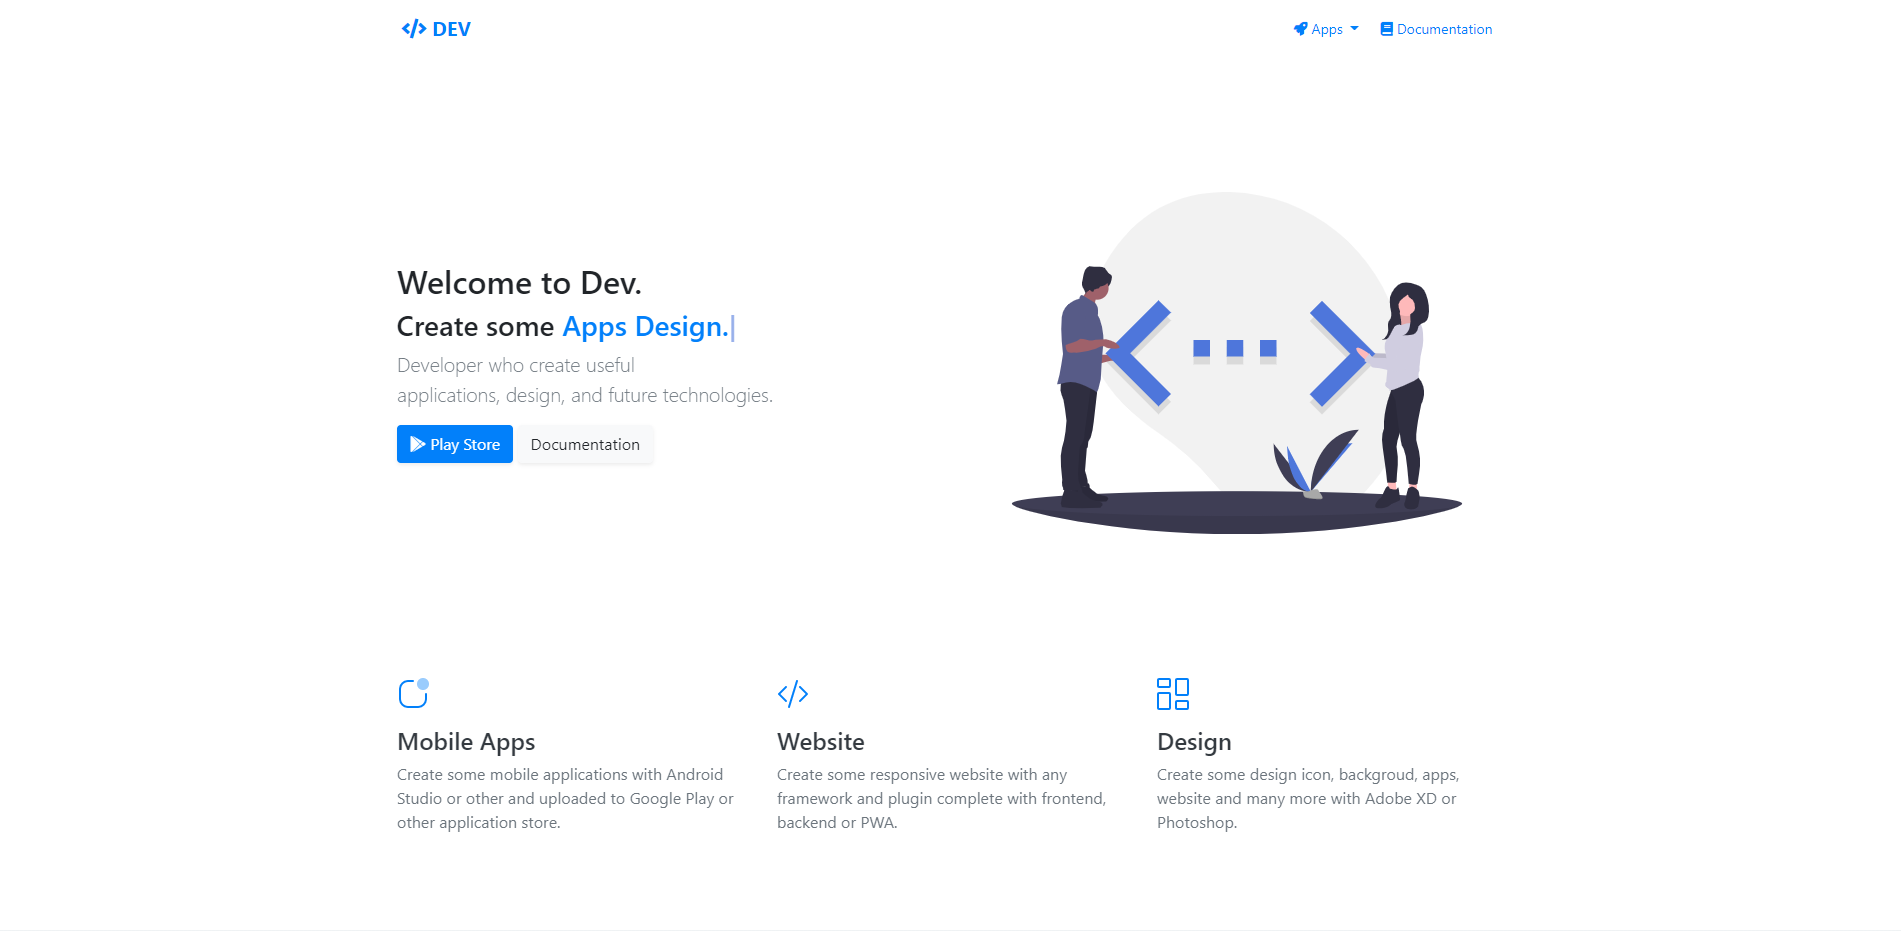 DEV
Apps
Documentation
Welcome to Dev.
Create some Apps Design.|
Developer who create useful
applications, design, and future technologies.
Play Store
Documentation
Mobile Apps
Create some mobile applications with Android
Studio or other and uploaded to Google Play or
other application store.
Website
Create some responsive website with any
framework and plugin complete with frontend,
backend or PWA.
Design
Create some design icon, backgroud, apps,
website and many more with Adobe XD or
Photoshop.